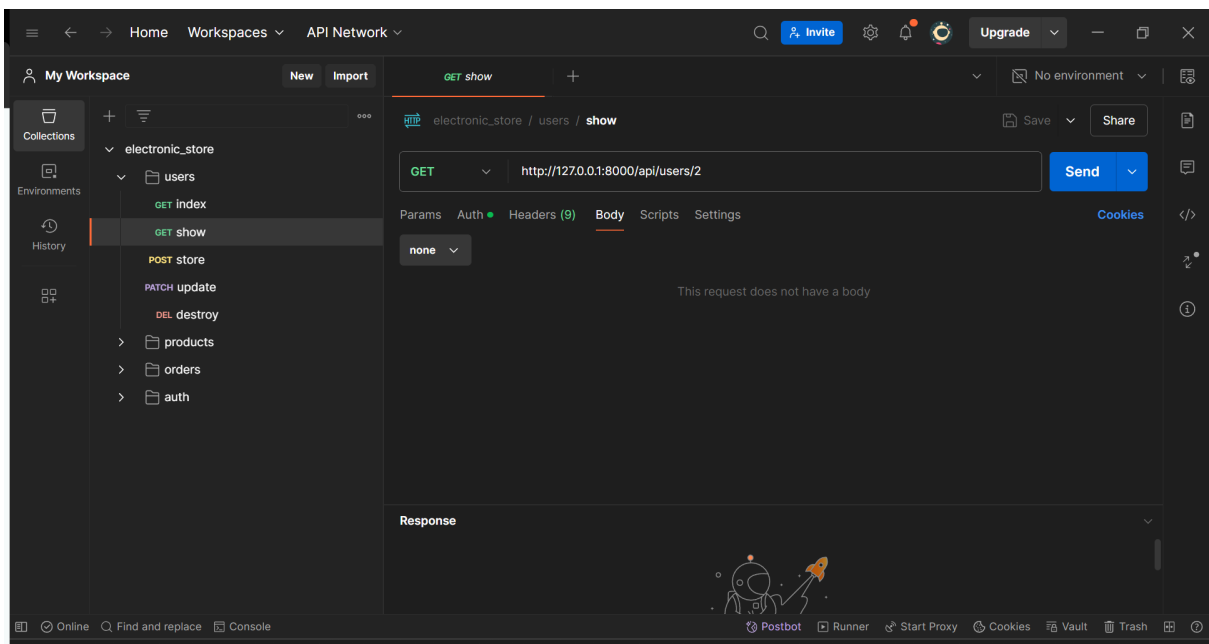 Home Workspaces API Network
Invite Upgrade
My Workspace New Import
GET show
No environment
Collections
HTTP electronic_store / users / show
Save Share
electronic_store
GET http://127.0.0.1:8000/api/users/2 Send
Environments
users
GET index
Params Auth Headers (9) Body Scripts Settings Cookies
History
GET show
none
POST store
This request does not have a body
PATCH update
DEL destroy
products
orders
auth
Response
Online Find and replace Console Postbot Runner Start Proxy Cookies Vault Trash